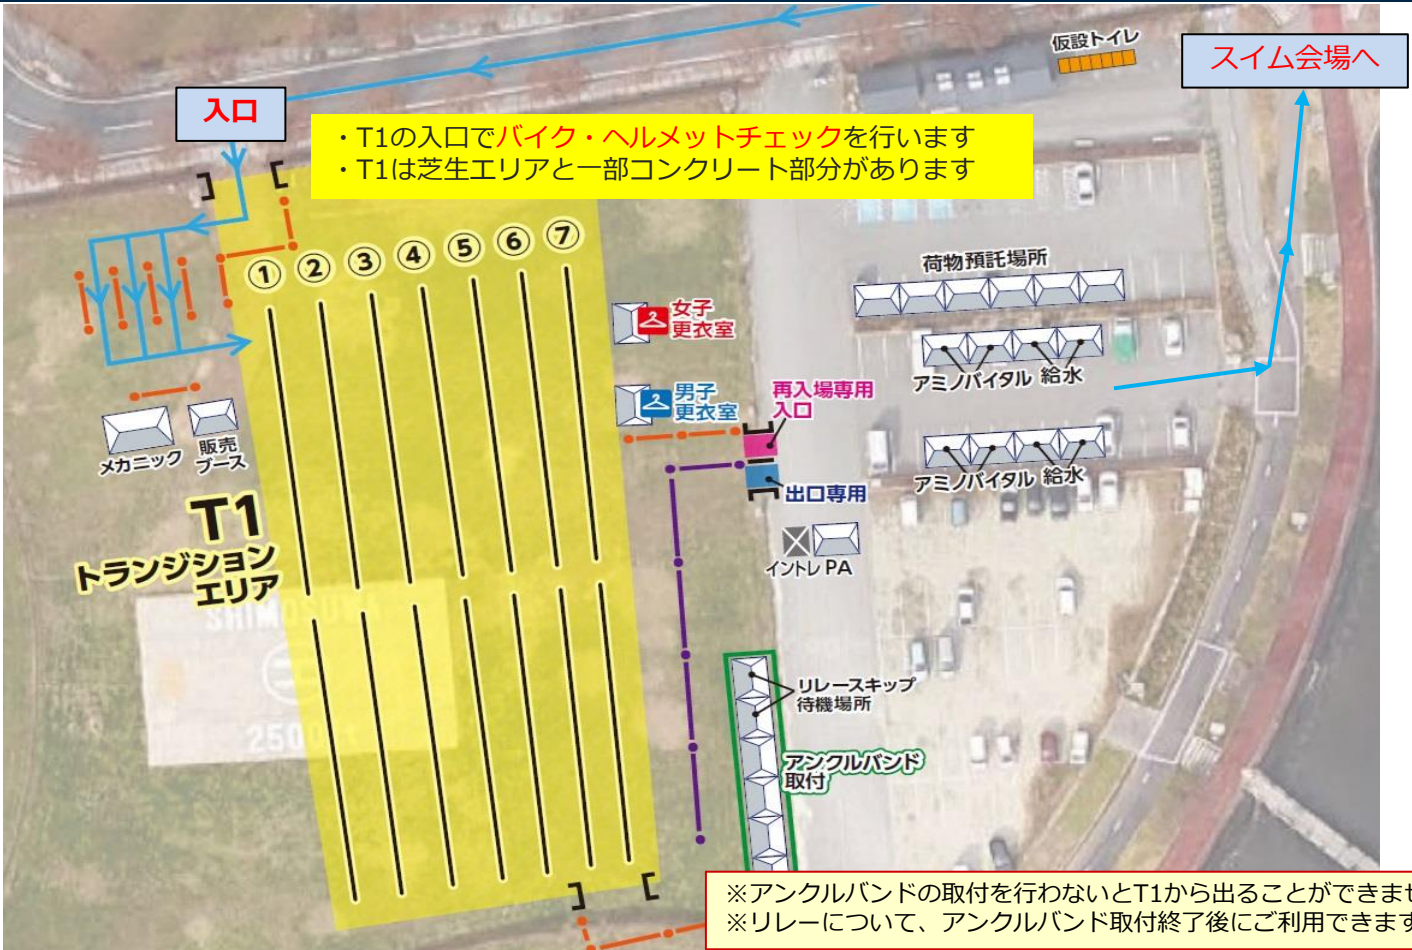 仮設トイレ
スイム会場へ
入口
・T1の入口でバイク・ヘルメットチェックを行います
・T1は芝生エリアと一部コンクリート部分があります
①
②
③
④
⑤
⑥
⑦
荷物預託場所
女子
更衣室
アミノバイタル 給水
男子
更衣室
再入場専用
入口
メカニック
販売
ブース
アミノバイタル 給水
出口専用
T1
トランジション
エリア
イントレ PA
SHIMOSUWA
250
リレースキップ
待機場所
アンクルバンド
取付
※アンクルバンドの取付を行わないとT1から出ることができませ
※リレーについて、アンクルバンド取付終了後にご利用できます